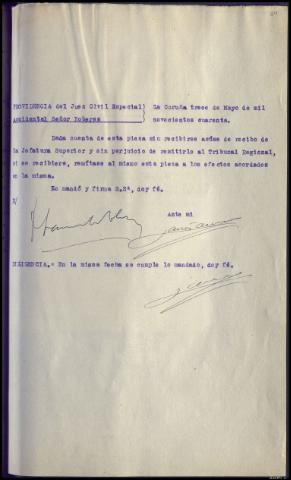 PROVIDENCIA del Juez Civil Especial) La Coruña trece de Mayo de mil
Accidental Señor ) novecientos cuarenta.
Dada cuenta de esta pieza sin recibirse acuse de recibo de
la Jefatura Superior y sin perjuicio de remitirlo al Tribunal Regional,
si se recibiere, remítase al mismo esta pieza a los efectos acordados
en la misma.
Lo mandó y firma S.Sª, doy fé.
Ante mi
DILIGENCIA.- En la misma fecha se cumple lo mandado, doy fé.